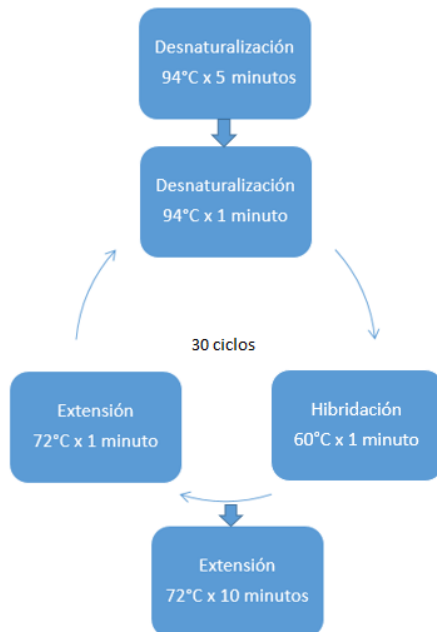 Desnaturalización
94°C x 5 minutos
Desnaturalización
94°C x 1 minuto
30 ciclos
Extensión
72°C x 1 minuto
Hibridación
60°C x 1 minuto
Extensión
72°C x 10 minutos